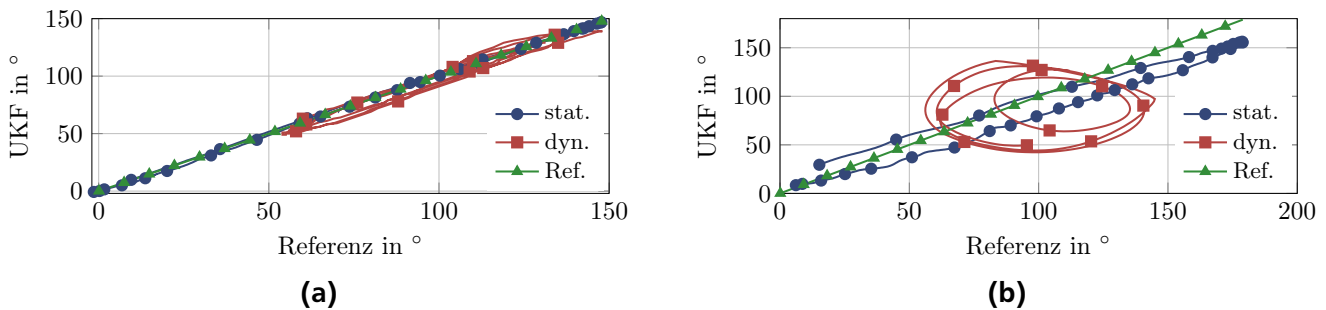 150
100
50
0
UKF in °
stat.
dyn.
Ref.
0 50 100 150
Referenz in °
(a)
150
100
50
0
UKF in °
stat.
dyn.
Ref.
0 50 100 150 200
Referenz in °
(b)